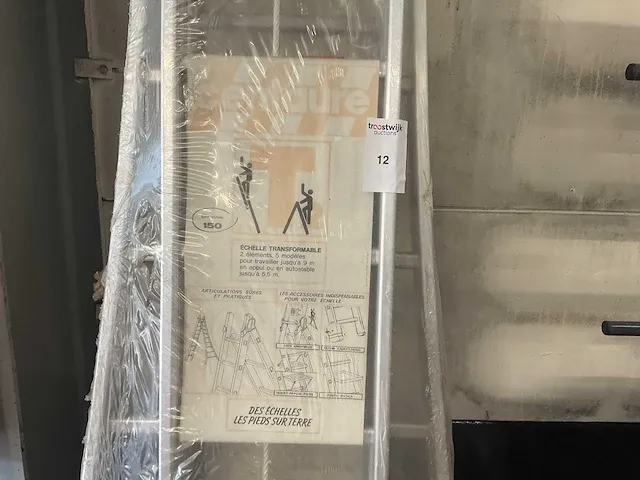 centaure
troostwijk
auctions
12
150
ÉCHELLE TRANSFORMABLE
2 éléments, 5 modèles
pour travailler jusqu'à 9 m
en appui ou en autostable
jusqu'à 5,5 m.
ARTICULATIONS SÛRES
ET PRATIQUES
LES ACCESSOIRES INDISPENSABLES
POUR VOTRE ÉCHELLE
DES ÉCHELLES
LES PIEDS SUR TERRE